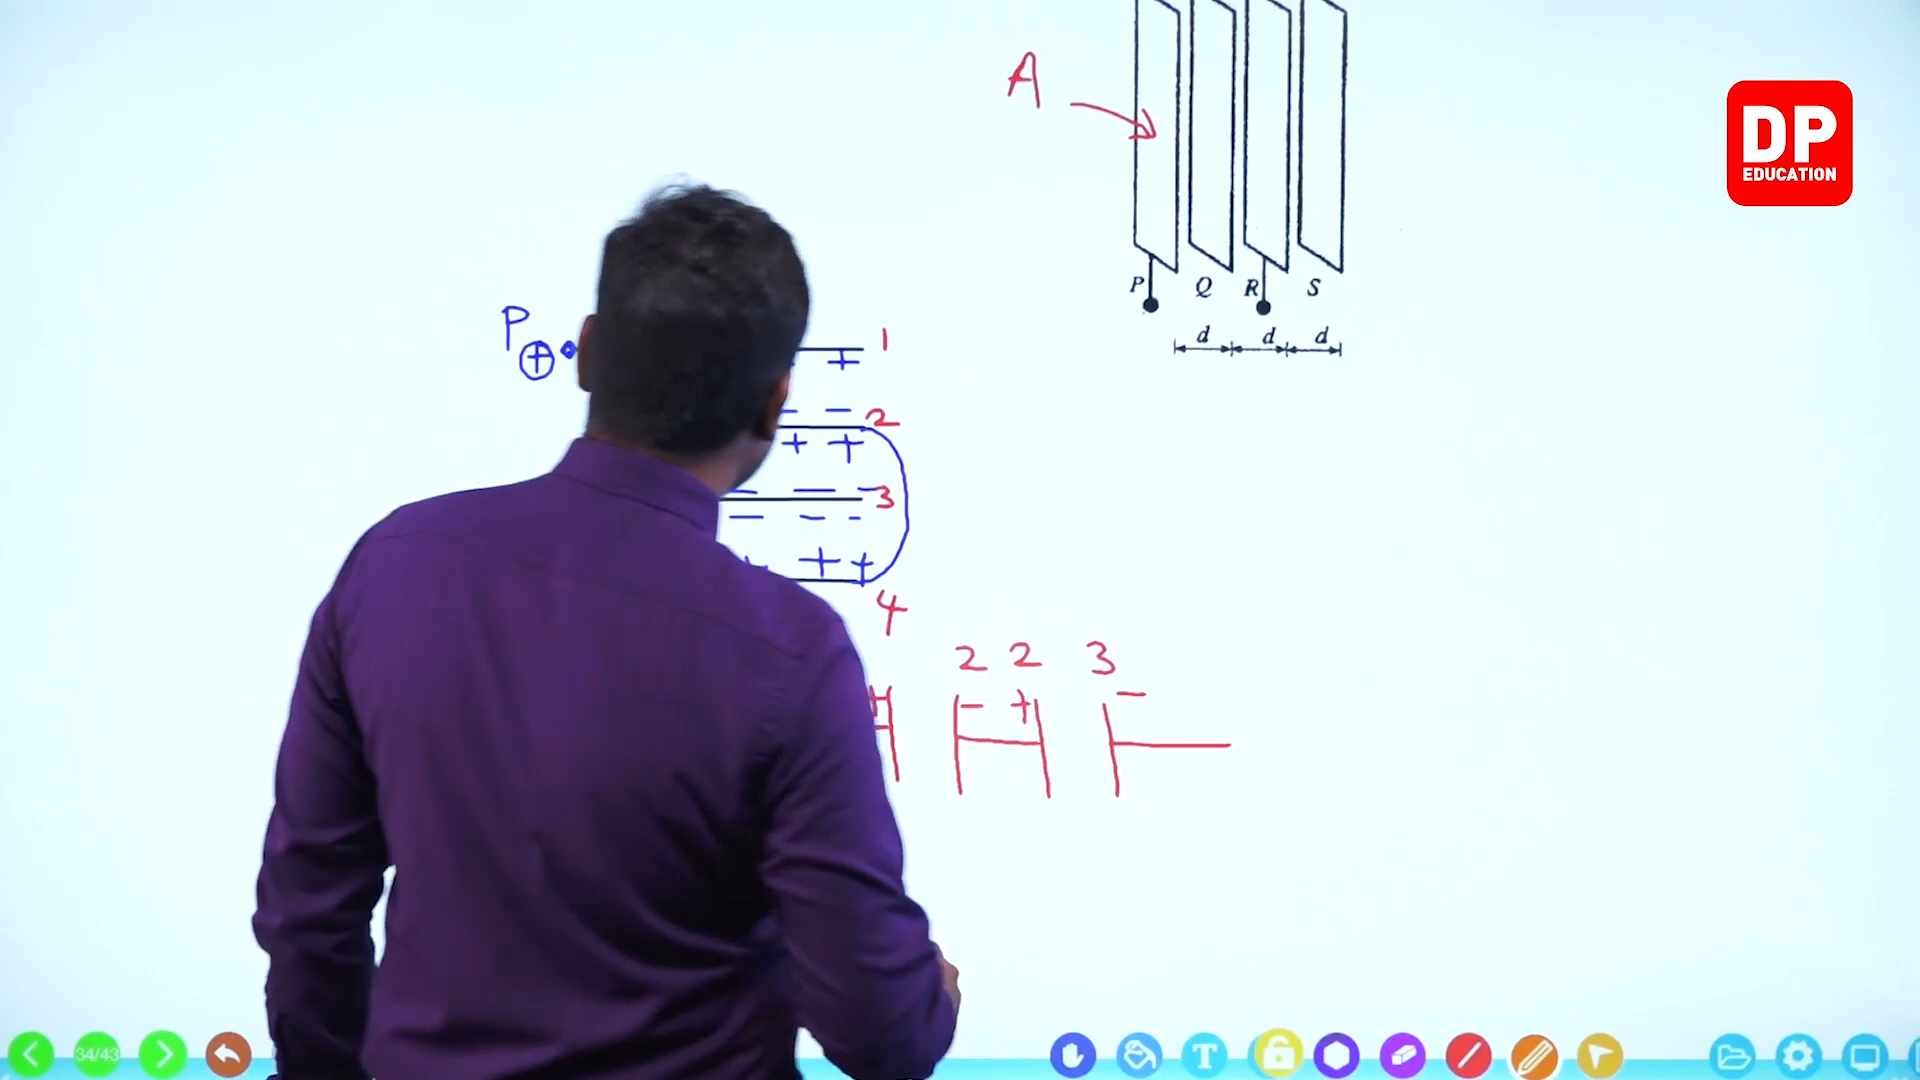 A
DP
EDUCATION
P Q R S
d d d
P
+ 1
+
- - 2
+ +
- - - 3
- - -
+ +
4
2 2 3
- + -
34/43
T